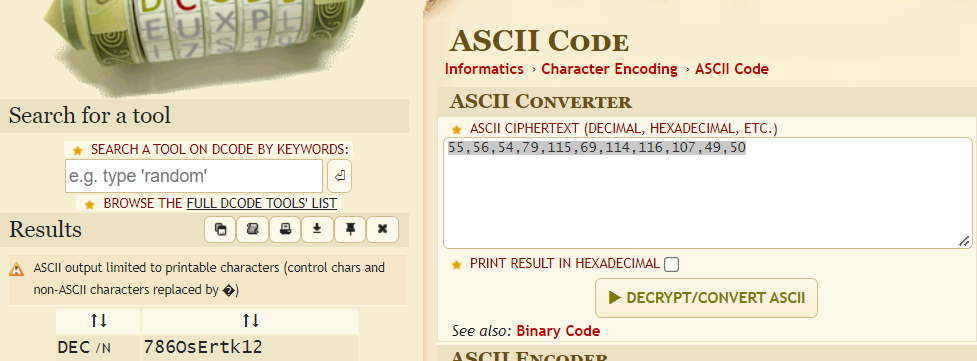 D C
E U X P L
I 7 S 1
Search for a tool
★ SEARCH A TOOL ON DCODE BY KEYWORDS:
e.g. type 'random'
★ BROWSE THE FULL DCODE TOOLS' LIST
Results
ASCII output limited to printable characters (control chars and
non-ASCII characters replaced by �)
↑↓ ↑↓
DEC /N 786OsErtk12
ASCII CODE
Informatics › Character Encoding › ASCII Code
ASCII CONVERTER
★ ASCII CIPHERTEXT (DECIMAL, HEXADECIMAL, ETC.)
55,56,54,79,115,69,114,116,107,49,50
★ PRINT RESULT IN HEXADECIMAL
▶ DECRYPT/CONVERT ASCII
See also: Binary Code
ASCII ENCODER